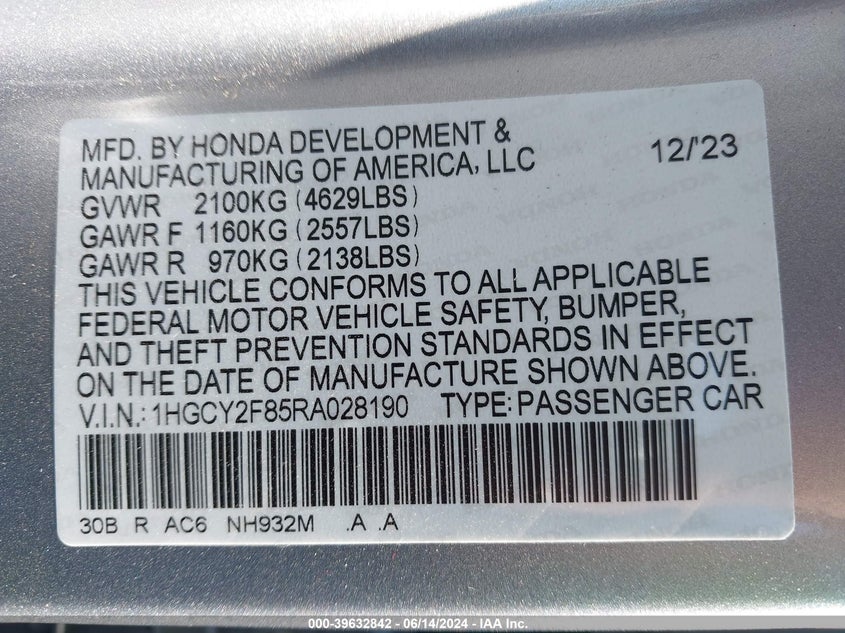 MFD. BY HONDA DEVELOPMENT &
MANUFACTURING OF AMERICA, LLC 12/23
GVWR 2100KG (4629LBS)
GAWR F 1160KG (2557LBS)
GAWR R 970KG (2138LBS)
THIS VEHICLE CONFORMS TO ALL APPLICABLE
FEDERAL MOTOR VEHICLE SAFETY, BUMPER,
AND THEFT PREVENTION STANDARDS IN EFFECT
ON THE DATE OF MANUFACTURE SHOWN ABOVE.
V.I.N.: 1HGCY2F85RA028190 TYPE: PASSENGER CAR
30B R AC6 NH932M .A .A
000-39632842 - 06/14/2024 - IAA Inc.